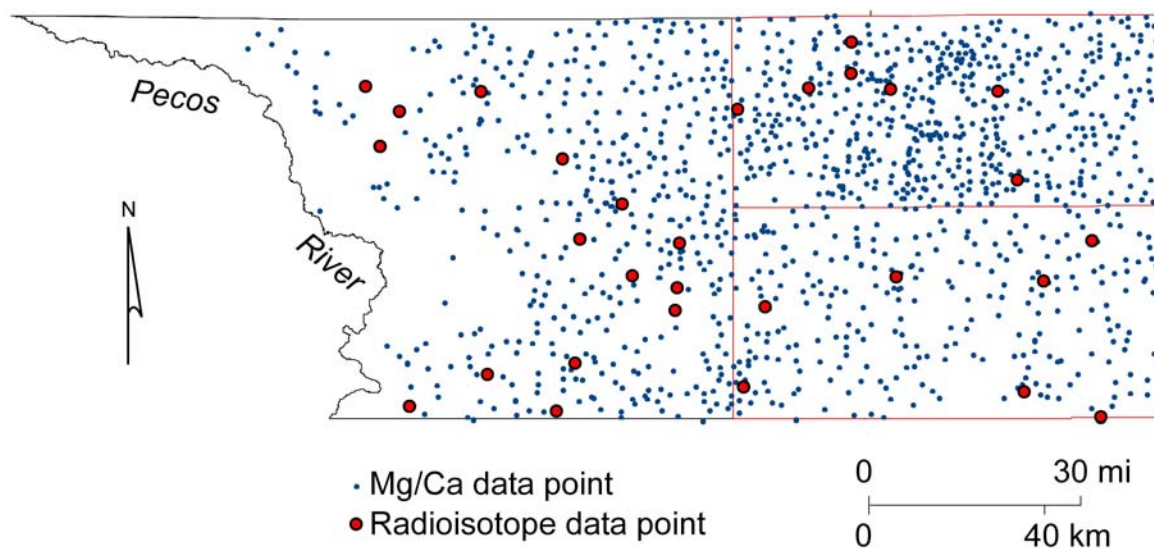 Pecos
River
N
Mg/Ca data point
Radioisotope data point
0 30 mi
0 40 km